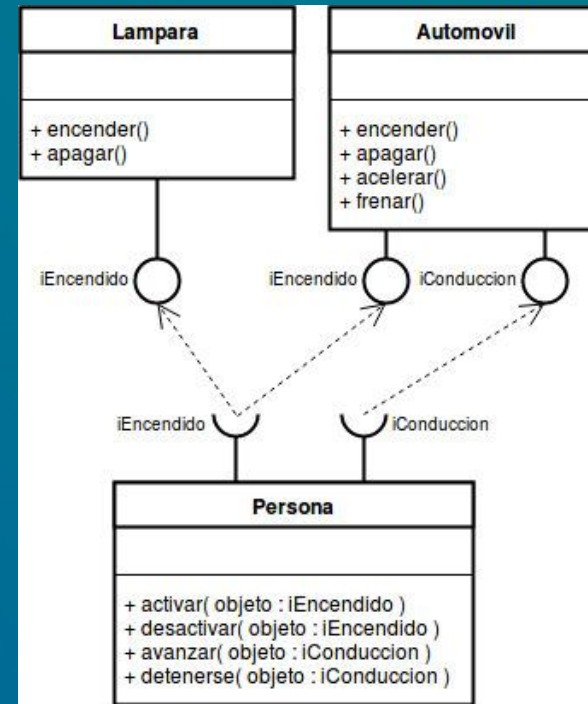 Lampara
+ encender()
+ apagar()
Automovil
+ encender()
+ apagar()
+ acelerar()
+ frenar()
iEncendido
iEncendido
iConduccion
iEncendido
iConduccion
Persona
+ activar( objeto : iEncendido )
+ desactivar( objeto : iEncendido )
+ avanzar( objeto : iConduccion )
+ detenerse( objeto : iConduccion )